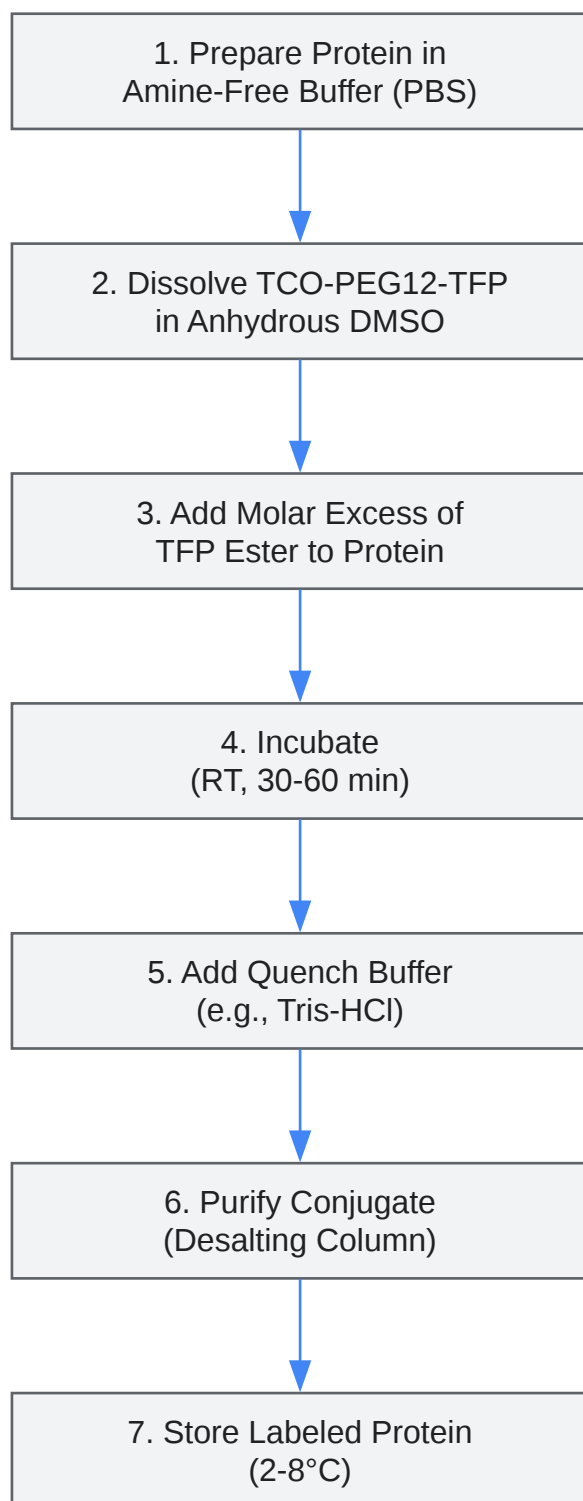 1. Prepare Protein in
Amine-Free Buffer (PBS)
2. Dissolve TCO-PEG12-TFP
in Anhydrous DMSO
3. Add Molar Excess of
TFP Ester to Protein
4. Incubate
(RT, 30-60 min)
5. Add Quench Buffer
(e.g., Tris-HCl)
6. Purify Conjugate
(Desalting Column)
7. Store Labeled Protein
(2-8°C)